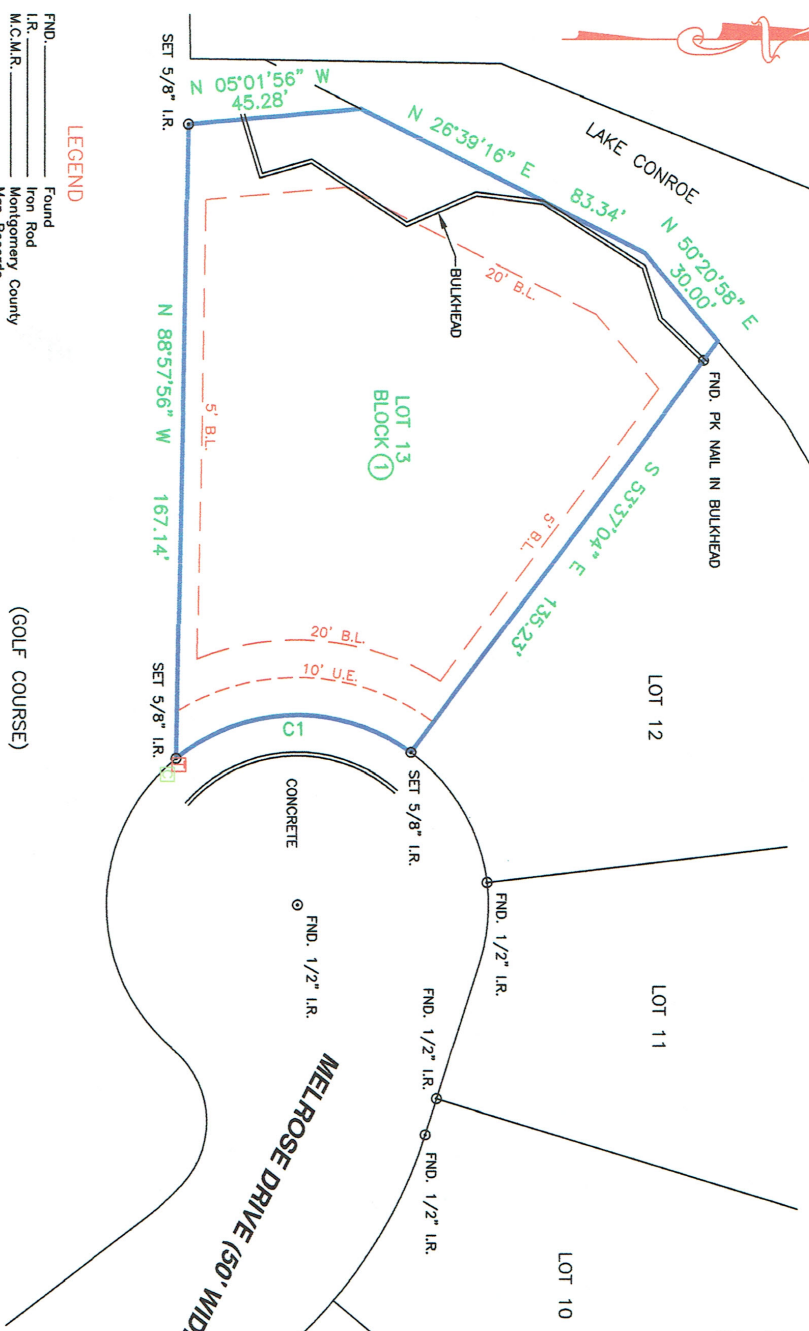 LAKE CONROE
N 05°01'56" W
45.28'
N 26°39'16" E
83.34'
N 50°20'58" E
30.00'
SET 5/8" I.R.
BULKHEAD
20' B.L.
FND. PK NAIL IN BULKHEAD
S 53°37'04" E
135.23'
5' B.L.
LOT 13
BLOCK 1
5' B.L.
N 88°57'56" W 167.14'
20' B.L.
10' U.E.
C1
SET 5/8" I.R.
SET 5/8" I.R.
T
C
CONCRETE
LOT 12
FND. 1/2" I.R.
FND. 1/2" I.R.
LOT 11
FND. 1/2" I.R.
FND. 1/2" I.R.
LOT 10
MELROSE DRIVE (50'
(GOLF COURSE)
LEGEND
FND. Found
I.R. Iron Rod
M.C.M.R. Montgomery County
Map Records